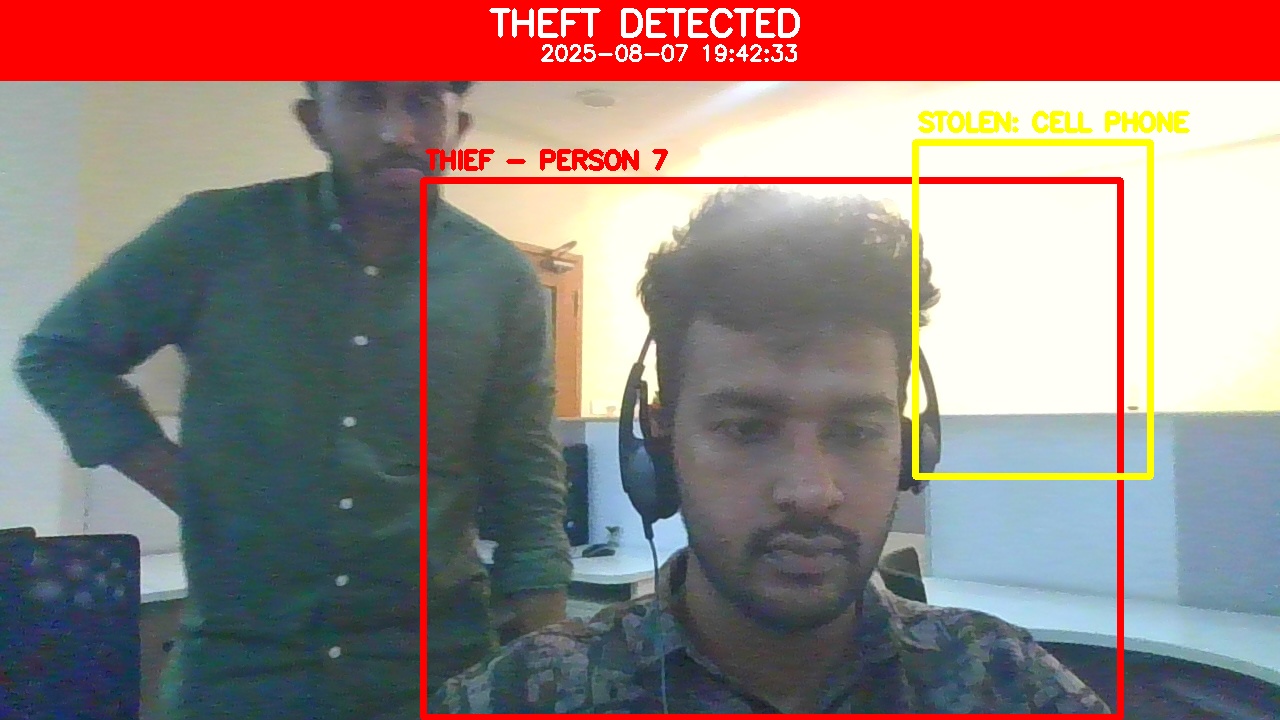 THEFT DETECTED
2025-08-07 19:42:33
STOLEN: CELL PHONE
THIEF - PERSON 7